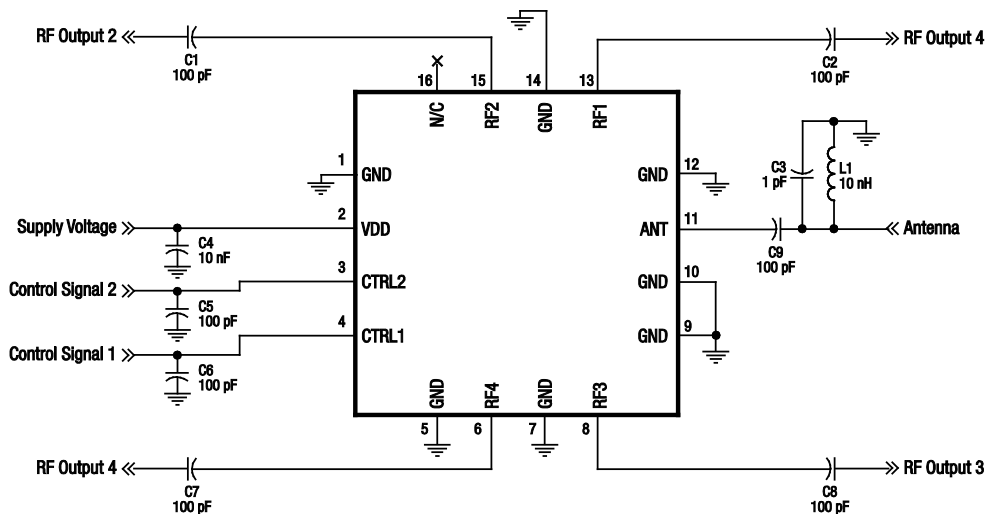 RF Output 2
C1
100 pF
C2
100 pF
RF Output 4
16
15
14
13
N/C
RF2
GND
RF1
1
GND
Supply Voltage
2
VDD
C4
10 nF
Control Signal 2
3
CTRL2
C5
100 pF
Control Signal 1
4
CTRL1
C6
100 pF
12
GND
C3
1 pF
L1
10 nH
11
ANT
C9
100 pF
Antenna
10
GND
9
GND
GND
RF4
GND
RF3
5
6
7
8
RF Output 4
C7
100 pF
C8
100 pF
RF Output 3